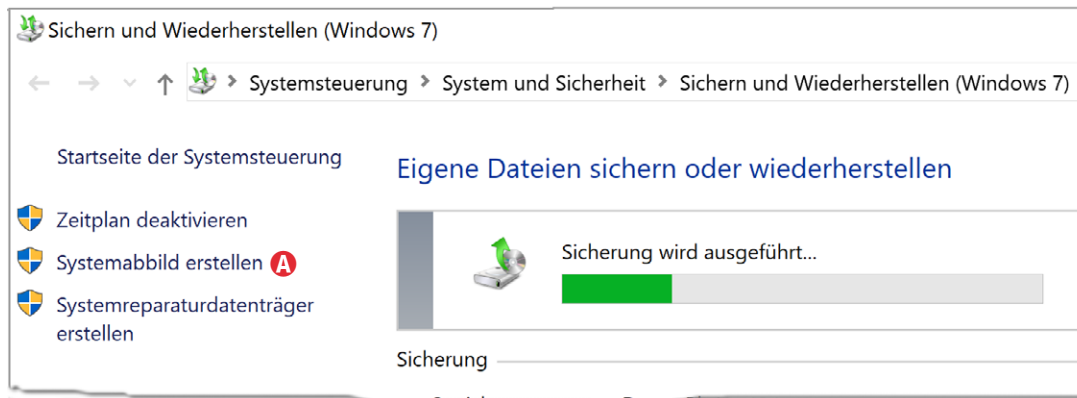 Sichern und Wiederherstellen (Windows 7)
Systemsteuerung > System und Sicherheit > Sichern und Wiederherstellen (Windows 7)
Startseite der Systemsteuerung
Zeitplan deaktivieren
Systemabbild erstellen A
Systemreparaturdatenträger
erstellen
Eigene Dateien sichern oder wiederherstellen
Sicherung wird ausgeführt...
Sicherung